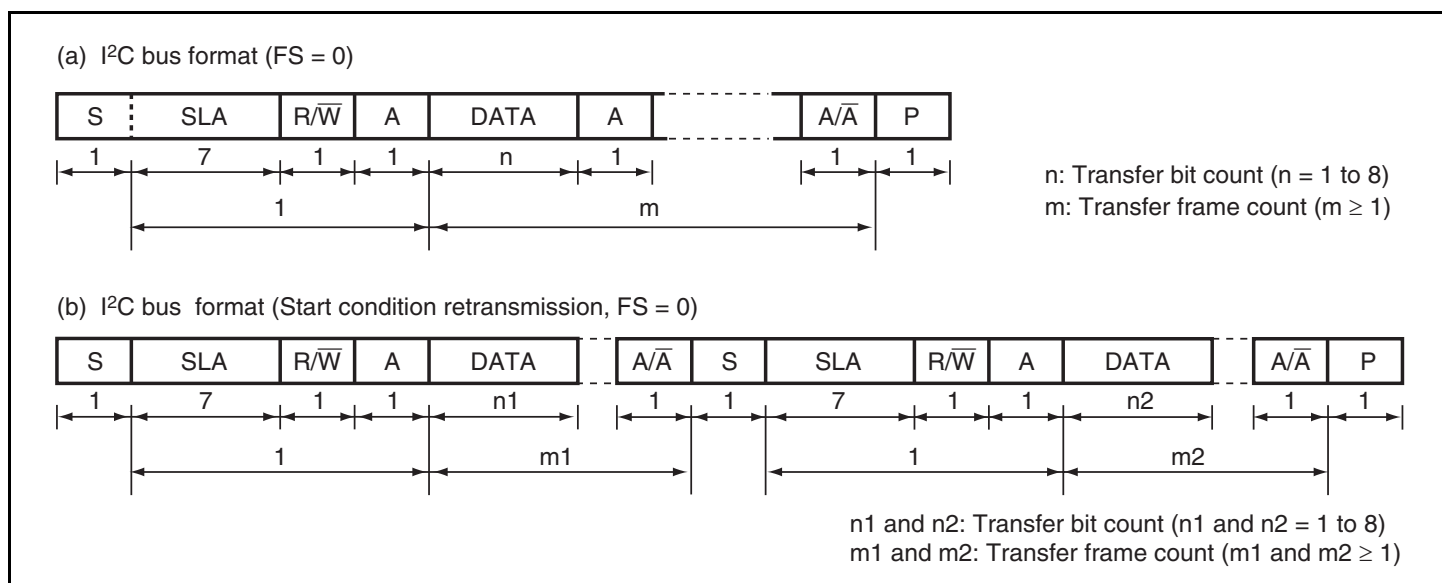 (a) I²C bus format (FS = 0)
S SLA R/W̅ A DATA A A/A̅ P
1 7 1 1 n 1 1 1
1 m
n: Transfer bit count (n = 1 to 8)
m: Transfer frame count (m ≥ 1)
(b) I²C bus format (Start condition retransmission, FS = 0)
S SLA R/W̅ A DATA A/A̅ S SLA R/W̅ A DATA A/A̅ P
1 7 1 1 n1 1 1 7 1 1 n2 1 1
1 m1 1 m2
n1 and n2: Transfer bit count (n1 and n2 = 1 to 8)
m1 and m2: Transfer frame count (m1 and m2 ≥ 1)